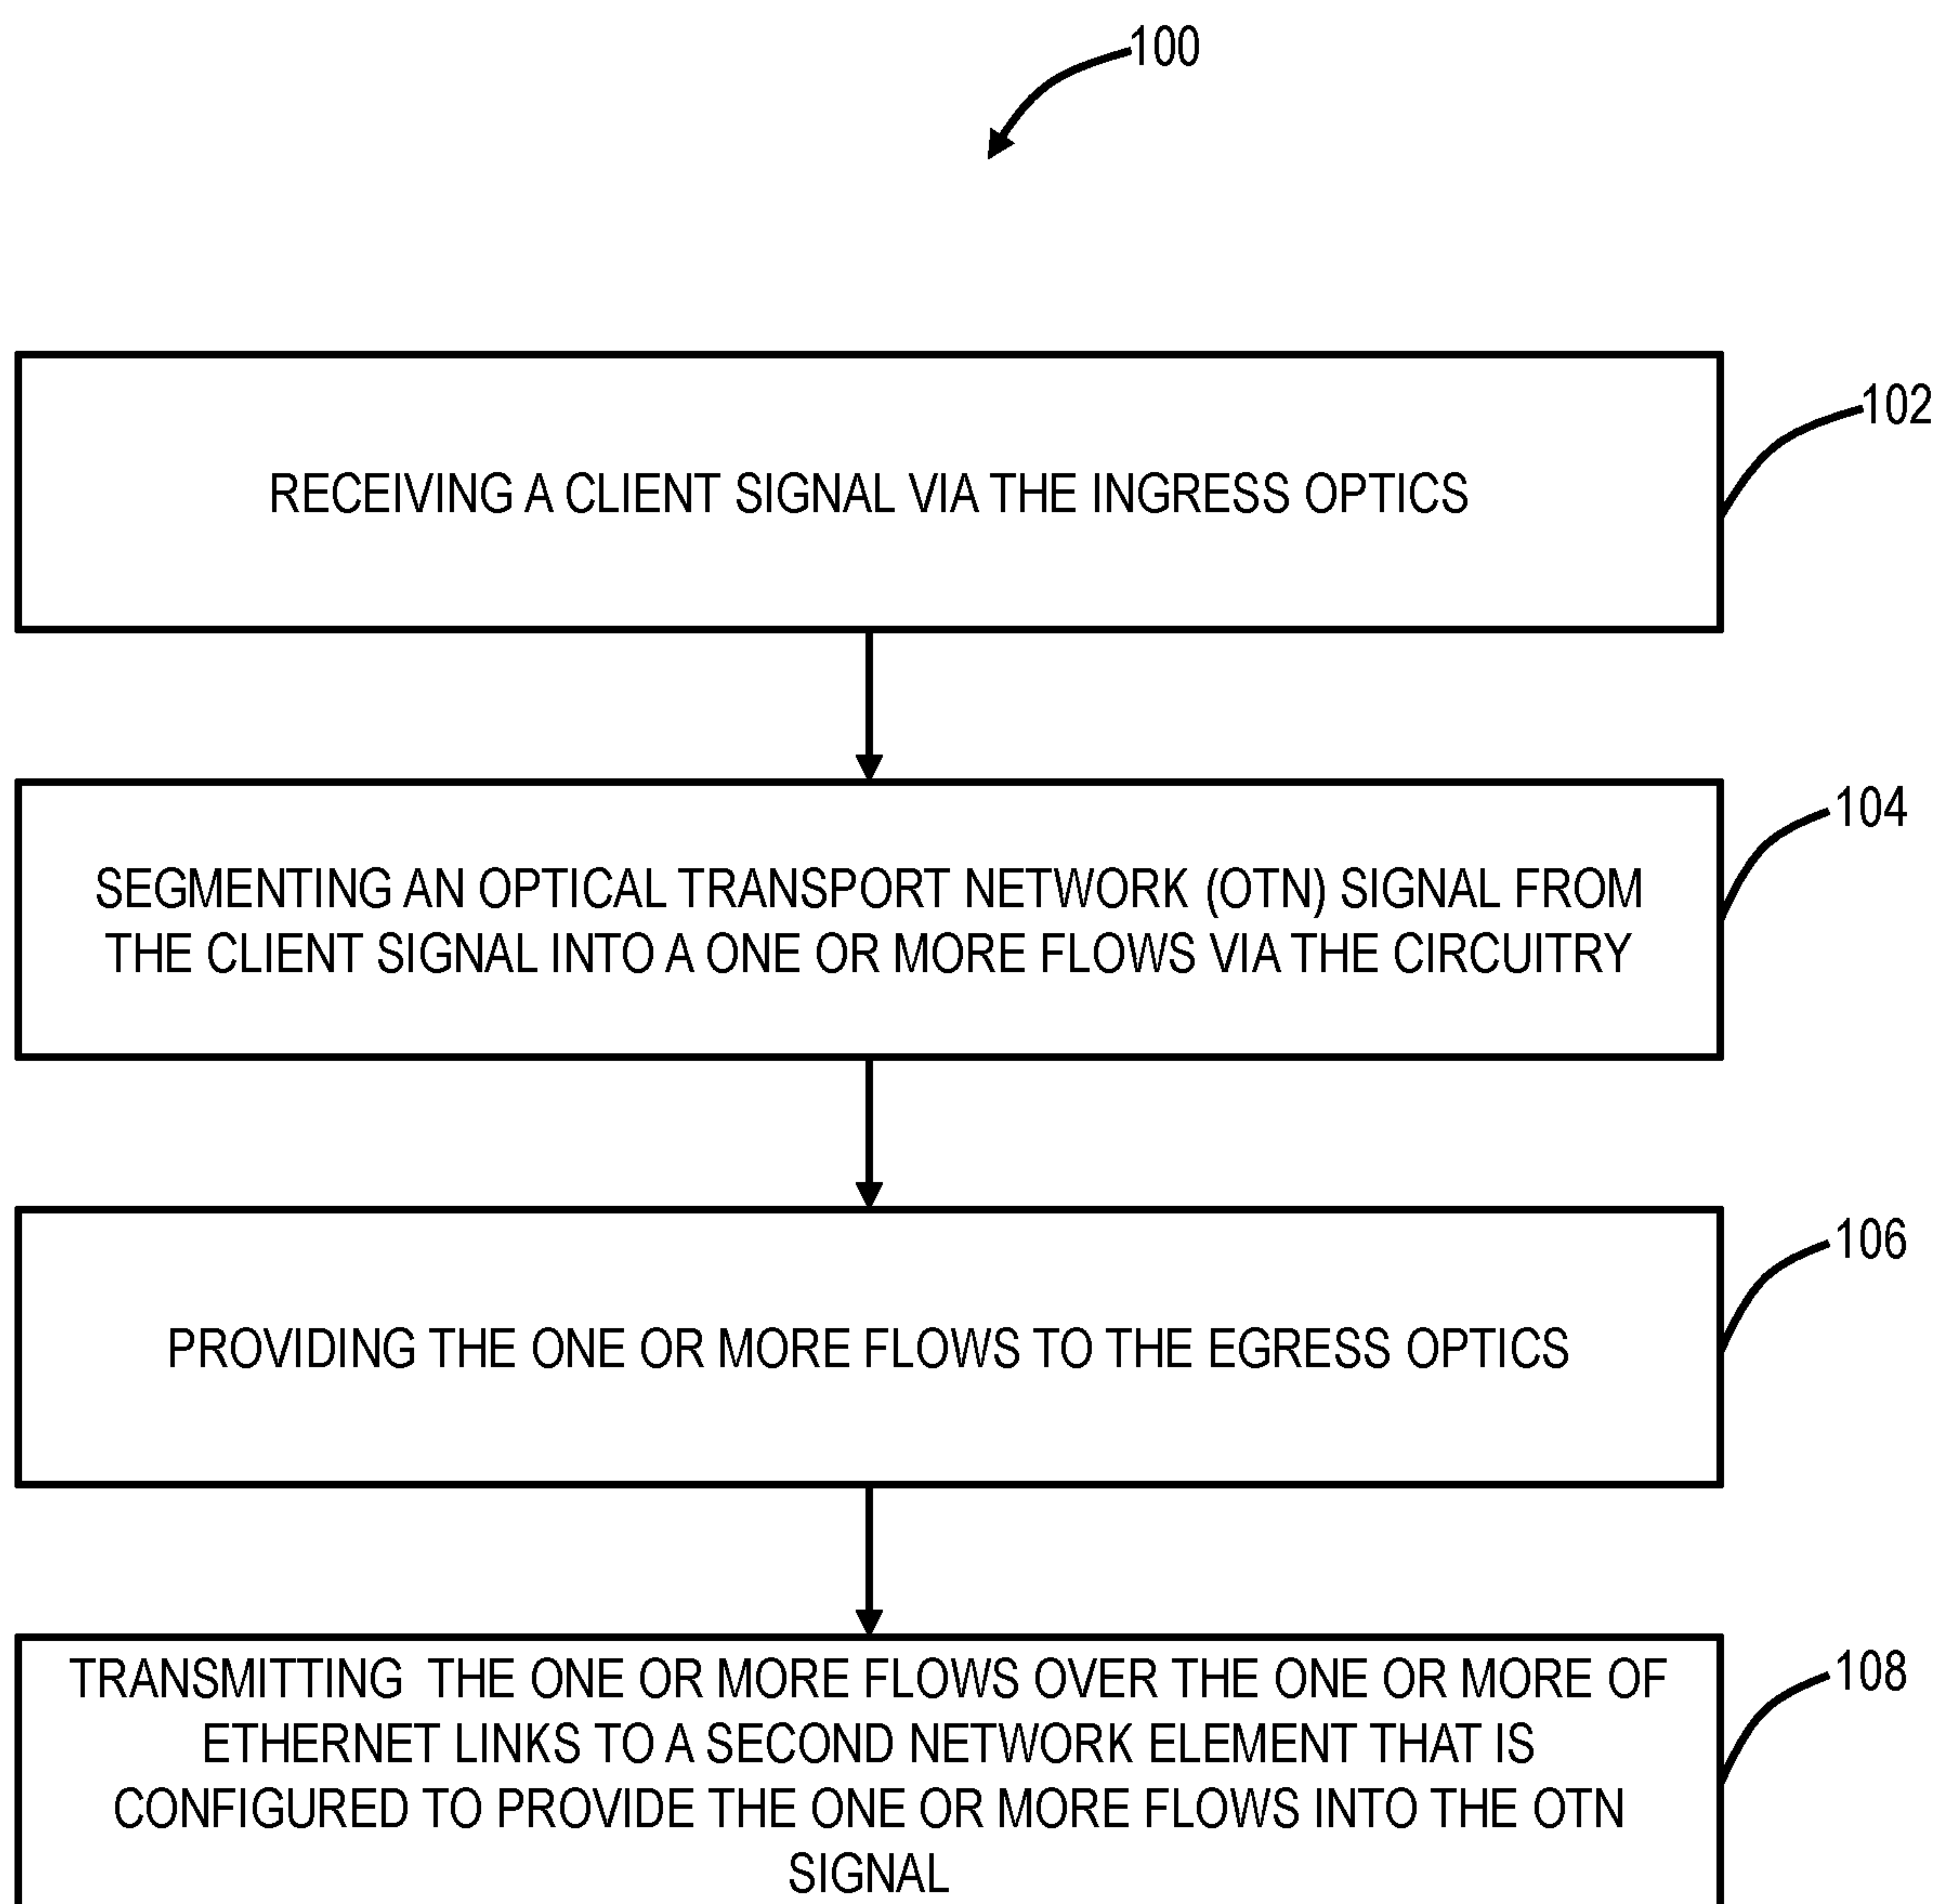 100
RECEIVING A CLIENT SIGNAL VIA THE INGRESS OPTICS
102
SEGMENTING AN OPTICAL TRANSPORT NETWORK (OTN) SIGNAL FROM
THE CLIENT SIGNAL INTO A ONE OR MORE FLOWS VIA THE CIRCUITRY
104
PROVIDING THE ONE OR MORE FLOWS TO THE EGRESS OPTICS
106
TRANSMITTING THE ONE OR MORE FLOWS OVER THE ONE OR MORE OF
ETHERNET LINKS TO A SECOND NETWORK ELEMENT THAT IS
CONFIGURED TO PROVIDE THE ONE OR MORE FLOWS INTO THE OTN
SIGNAL
108